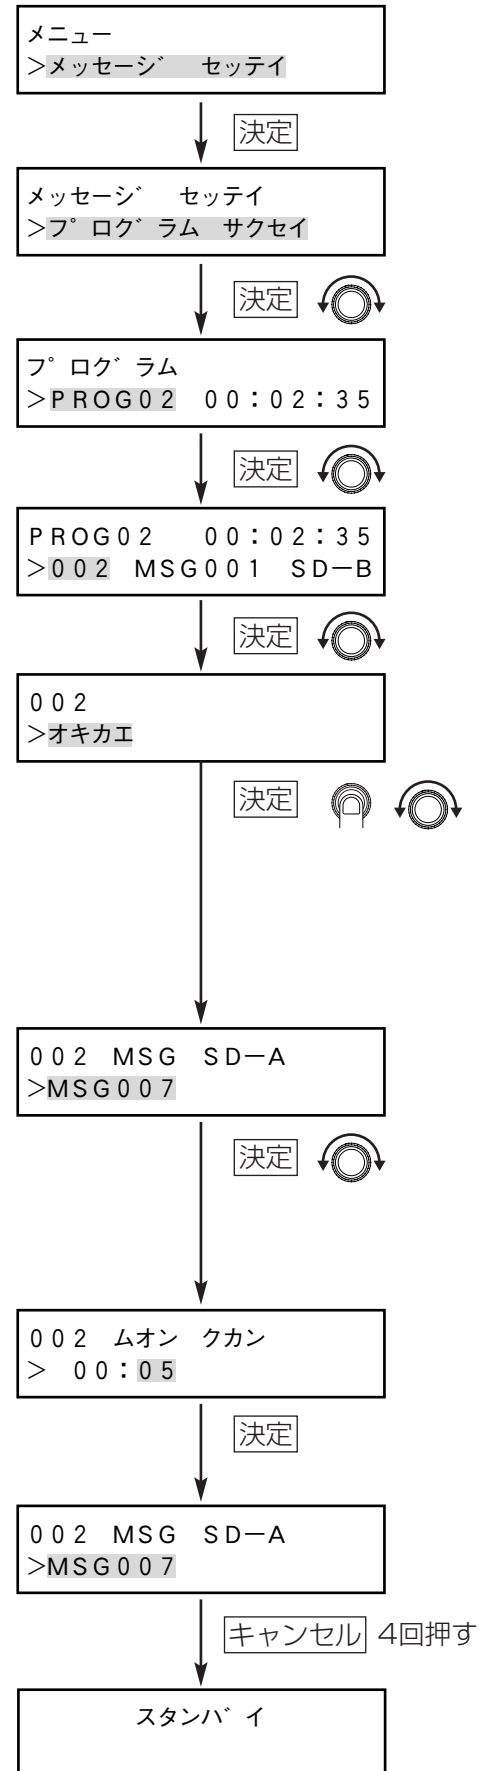 メニュー
>メッセージ セッテイ
決定
メッセージ セッテイ
>プログラム サクセイ
決定
プログラム
>PROG02 00:02:35
決定
PROG02 00:02:35
>002 MSG001 SD-B
決定
002
>オキカエ
決定
002 MSG SD-A
>MSG007
決定
002 ムオン クカン
> 00:05
決定
002 MSG SD-A
>MSG007
キャンセル 4回押す
スタンバイ